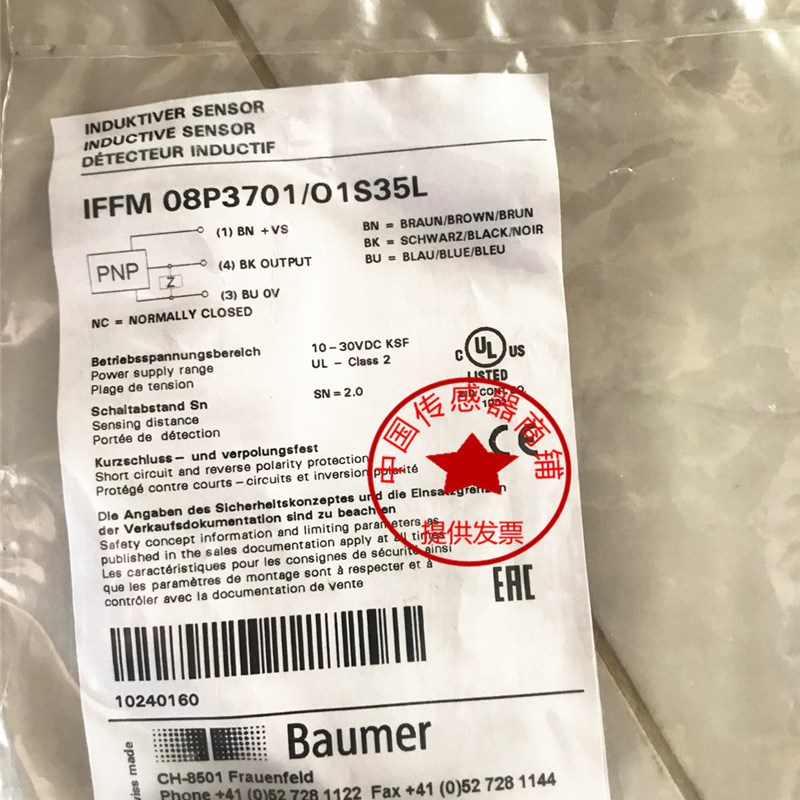 INDUKTIVER SENSOR
INDUCTIVE SENSOR
DÉTECTEUR INDUCTIF
IFFM 08P3701/O1S35L
(1) BN +VS
PNP
(4) BK OUTPUT
Z
(3) BU 0V
NC = NORMALLY CLOSED
BN = BRAUN/BROWN/BRUN
BK = SCHWARZ/BLACK/NOIR
BU = BLAU/BLUE/BLEU
Betriebsspannungsbereich
Power supply range
Plage de tension
10-30VDC KSF
UL - Class 2
C UL US
LISTED
IND. CONT. EQ.
Schaltabstand Sn
Sensing distance
Portée de détection
SN = 2.0
CE
Kurzschluss- und verpolungsfest
Short circuit and reverse polarity protection
Protégé contre courts-circuits et inversion polarité
Die Angaben des Sicherheitskonzeptes und die Einsatzgrenzen
der Verkaufsdokumentation sind zu beachten
Safety concept information and limiting parameters as
published in the sales documentation apply at all times
Les caractéristiques pour les consignes de sécurité ainsi
que les paramètres de montage sont à respecter et à
contrôler avec la documentation de vente
中国传感器商铺
提供发票
EAC
10240160
Baumer
CH-8501 Frauenfeld
Phone +41 (0)52 728 1122 Fax +41 (0)52 728 1144
made